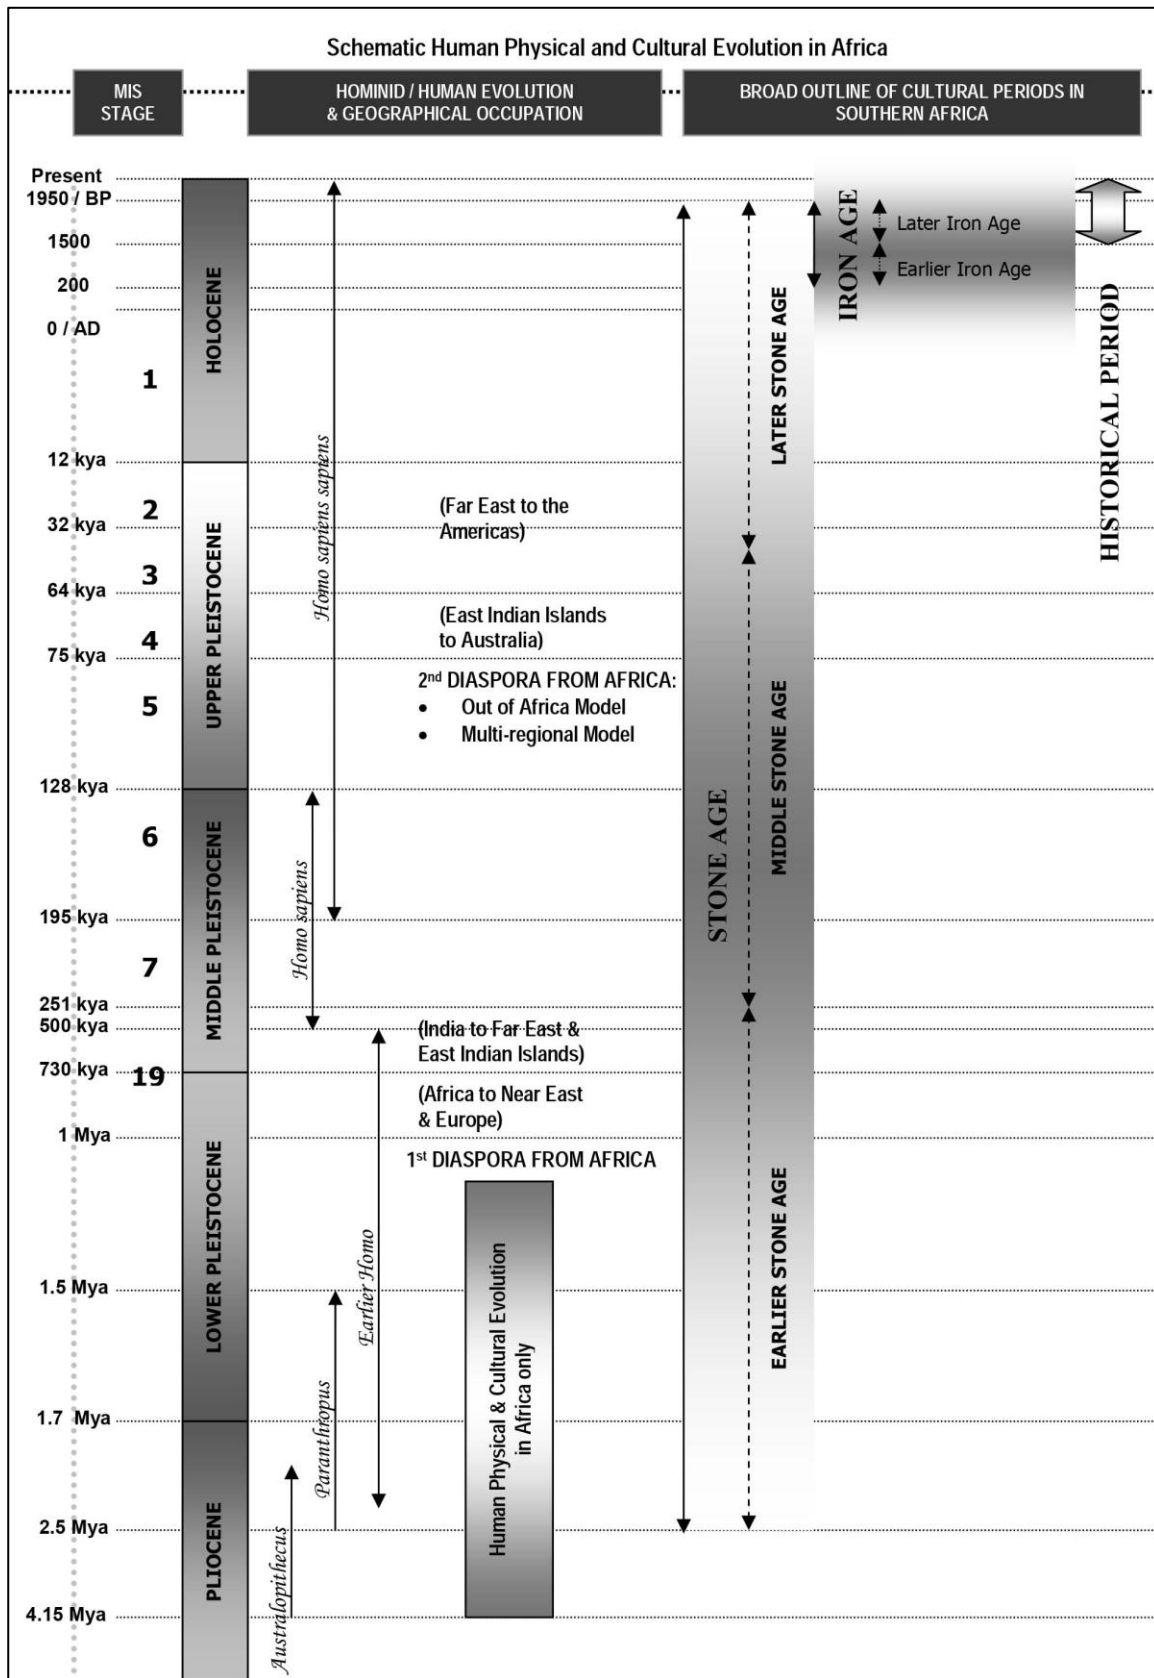 Schematic Human Physical and Cultural Evolution in Africa
MIS
STAGE
HOMINID / HUMAN EVOLUTION
& GEOGRAPHICAL OCCUPATION
BROAD OUTLINE OF CULTURAL PERIODS IN
SOUTHERN AFRICA
Present
1950 / BP
1500
200
0 / AD
12 kya
32 kya
64 kya
75 kya
128 kya
195 kya
251 kya
500 kya
730 kya
1 Mya
1.5 Mya
1.7 Mya
2.5 Mya
4.15 Mya
1
2
3
4
5
6
7
19
HOLOCENE
UPPER PLEISTOCENE
MIDDLE PLEISTOCENE
LOWER PLEISTOCENE
PLIOCENE
Homo sapiens sapiens
Homo sapiens
Earlier Homo
Paranthropus
Australopithecus
(Far East to the
Americas)
(East Indian Islands
to Australia)
2nd DIASPORA FROM AFRICA:
• Out of Africa Model
• Multi-regional Model
(India to Far East &
East Indian Islands)
(Africa to Near East
& Europe)
1st DIASPORA FROM AFRICA
Human Physical & Cultural Evolution
in Africa only
STONE AGE
LATER STONE AGE
MIDDLE STONE AGE
EARLIER STONE AGE
IRON AGE
Later Iron Age
Earlier Iron Age
HISTORICAL PERIOD